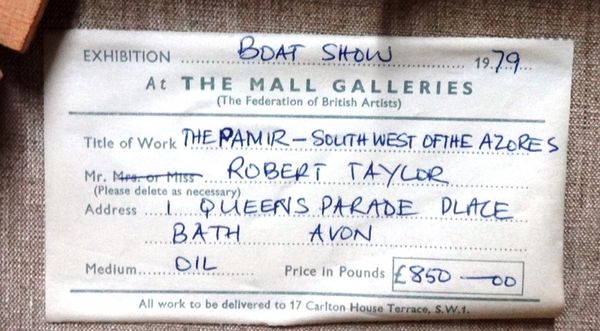 EXHIBITION BOAT SHOW 1979
At THE MALL GALLERIES
(The Federation of British Artists)
Title of Work THE PAMIR – SOUTH WEST OF THE AZORES
Mr. Mrs. or Miss ROBERT TAYLOR
(Please delete as necessary)
Address 1 QUEENS PARADE PLACE
BATH AVON
Medium OIL Price in Pounds £850—00
All work to be delivered to 17 Carlton House Terrace, S.W.1.